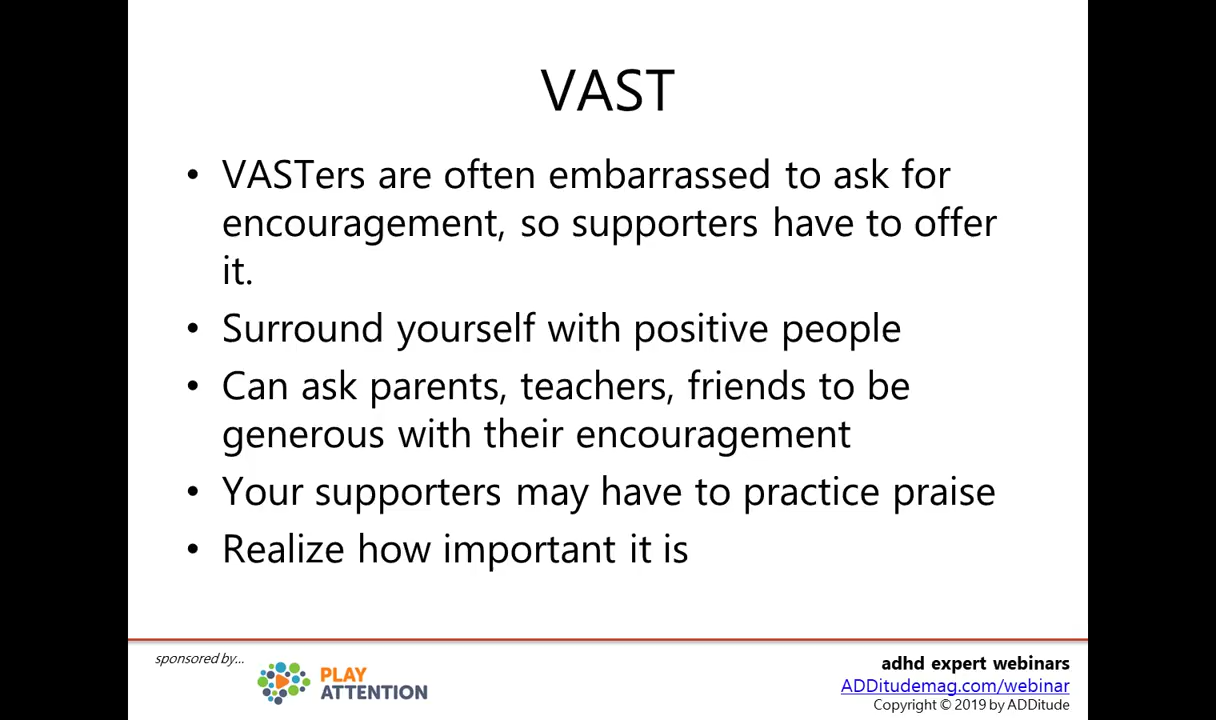 VAST
• VASTers are often embarrassed to ask for
encouragement, so supporters have to offer
it.
• Surround yourself with positive people
• Can ask parents, teachers, friends to be
generous with their encouragement
• Your supporters may have to practice praise
• Realize how important it is
sponsored by...
PLAY
ATTENTION
adhd expert webinars
ADDitudemag.com/webinar
Copyright © 2019 by ADDitude